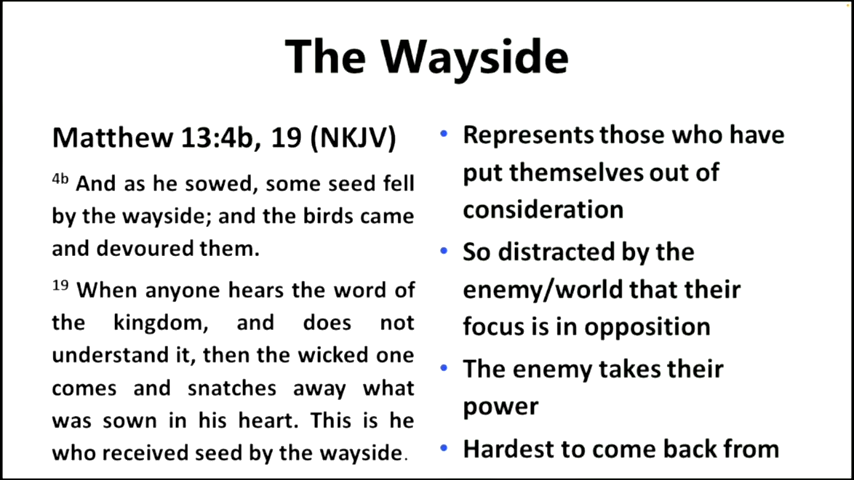 The Wayside
Matthew 13:4b, 19 (NKJV)
4b And as he sowed, some seed fell
by the wayside; and the birds came
and devoured them.
19 When anyone hears the word of
the kingdom, and does not
understand it, then the wicked one
comes and snatches away what
was sown in his heart. This is he
who received seed by the wayside.
• Represents those who have
put themselves out of
consideration
• So distracted by the
enemy/world that their
focus is in opposition
• The enemy takes their
power
• Hardest to come back from